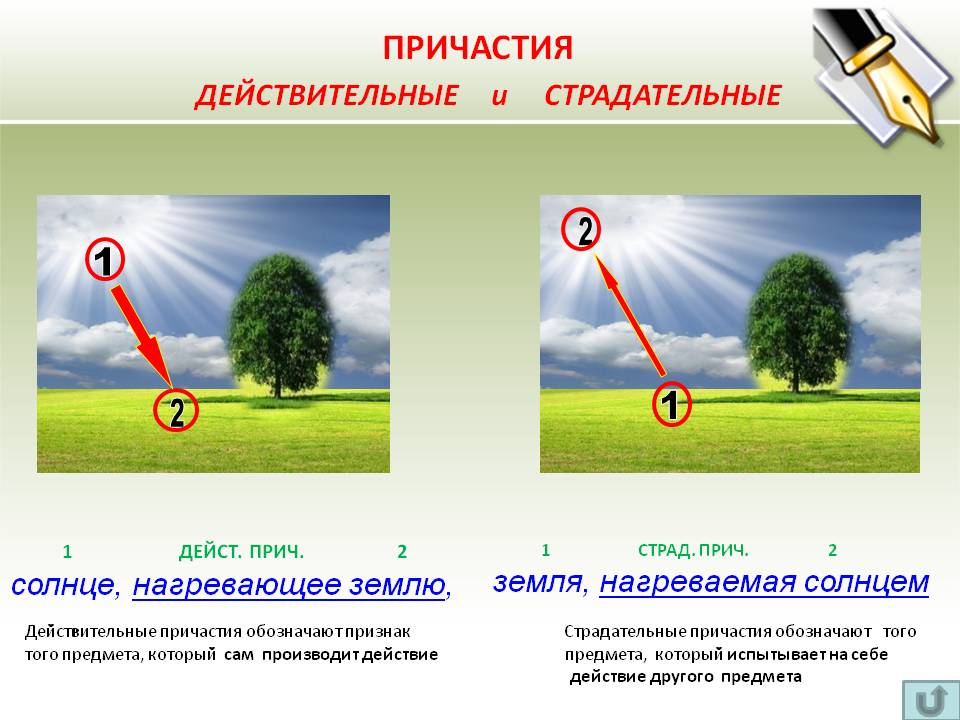 ПРИЧАСТИЯ
ДЕЙСТВИТЕЛЬНЫЕ и СТРАДАТЕЛЬНЫЕ
1
2
2
1
1 ДЕЙСТ. ПРИЧ. 2
солнце, нагревающее землю,
Действительные причастия обозначают признак
того предмета, который сам производит действие
1 СТРАД. ПРИЧ. 2
земля, нагреваемая солнцем
Страдательные причастия обозначают того
предмета, который испытывает на себе
действие другого предмета